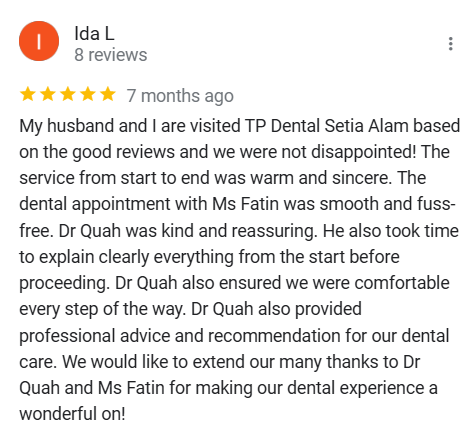 I
Ida L
8 reviews
7 months ago
My husband and I are visited TP Dental Setia Alam based
on the good reviews and we were not disappointed! The
service from start to end was warm and sincere. The
dental appointment with Ms Fatin was smooth and fuss-
free. Dr Quah was kind and reassuring. He also took time
to explain clearly everything from the start before
proceeding. Dr Quah also ensured we were comfortable
every step of the way. Dr Quah also provided
professional advice and recommendation for our dental
care. We would like to extend our many thanks to Dr
Quah and Ms Fatin for making our dental experience a
wonderful on!